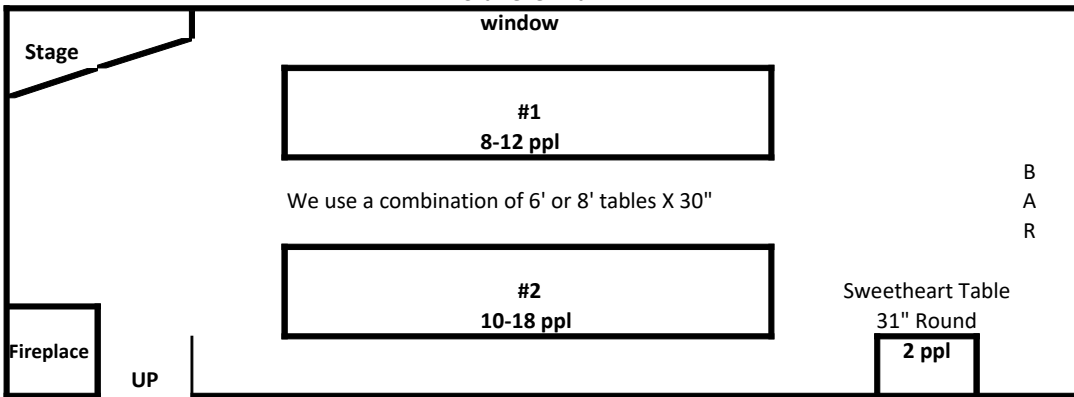 window
Stage
#1
8-12 ppl
B
We use a combination of 6' or 8' tables X 30"
A
R
#2
Sweetheart Table
10-18 ppl
31" Round
Fireplace
2 ppl
UP